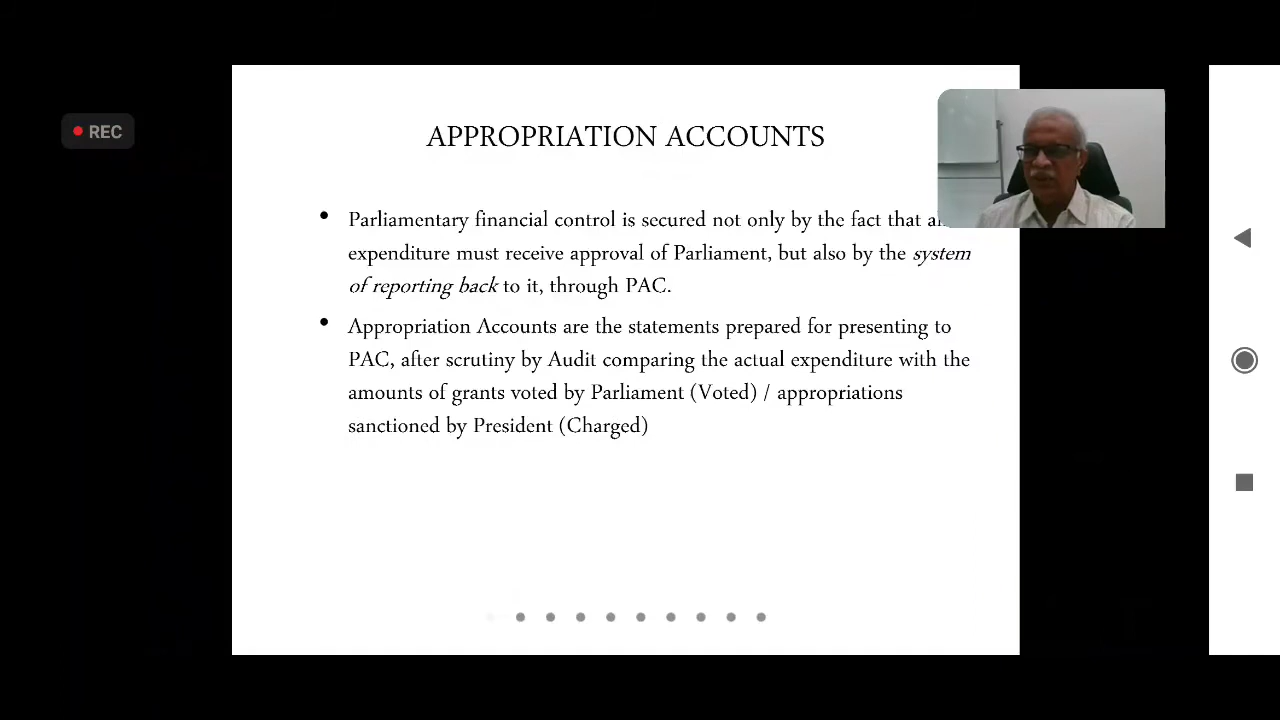 REC
APPROPRIATION ACCOUNTS
• Parliamentary financial control is secured not only by the fact that
expenditure must receive approval of Parliament, but also by the system
of reporting back to it, through PAC.
• Appropriation Accounts are the statements prepared for presenting to
PAC, after scrutiny by Audit comparing the actual expenditure with the
amounts of grants voted by Parliament (Voted) / appropriations
sanctioned by President (Charged)